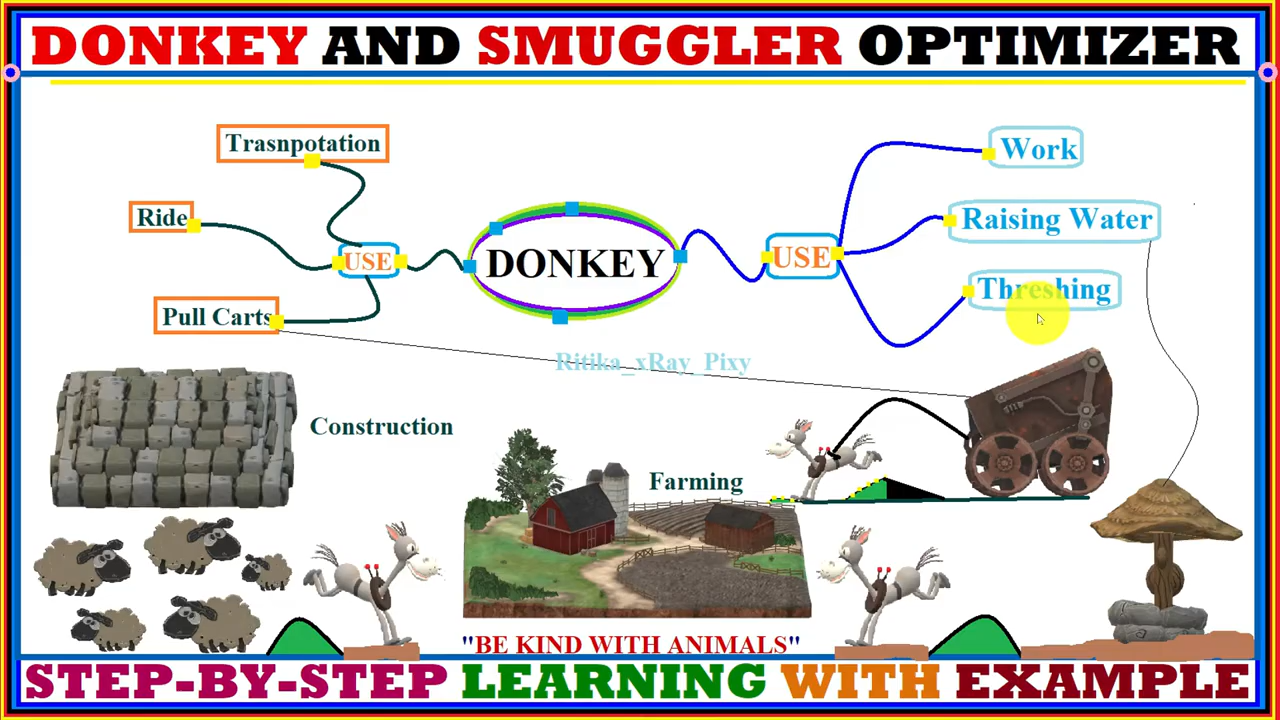 DONKEY AND SMUGGLER OPTIMIZER
Trasnpotation
Work
Ride
Raising Water
USE
DONKEY
USE
Threshing
Pull Carts
Ritika_xRay_Pixy
Construction
Farming
"BE KIND WITH ANIMALS"
STEP-BY-STEP LEARNING WITH EXAMPLE